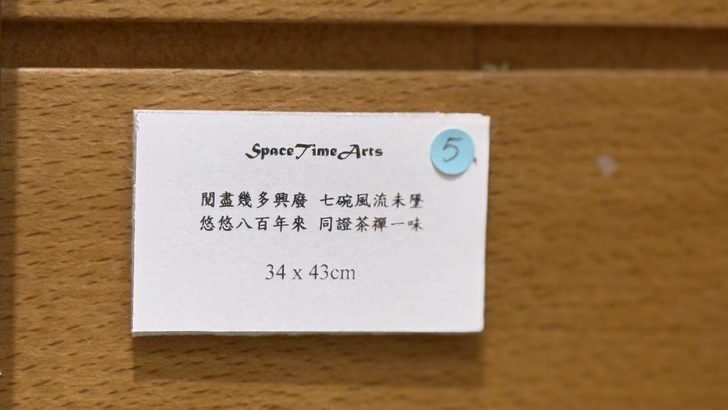 SpaceTimeArts
5
閱盡幾多興廢 七碗風流未墜
悠悠八百年來 同證茶禪一味
34 x 43cm